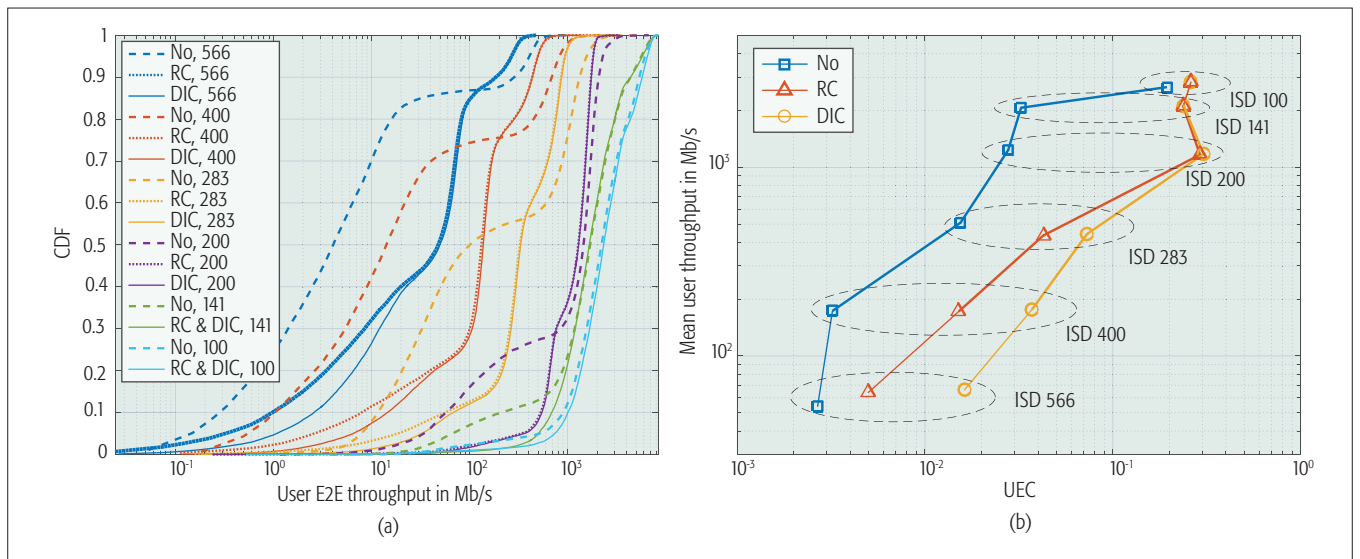 1
0.9
0.8
0.7
0.6
0.5
0.4
0.3
0.2
0.1
0
CDF
No, 566
RC, 566
DIC, 566
No, 400
RC, 400
DIC, 400
No, 283
RC, 283
DIC, 283
No, 200
RC, 200
DIC, 200
No, 141
RC & DIC, 141
No, 100
RC & DIC, 100
10-1 100 101 102 103
User E2E throughput in Mb/s
(a)
Mean user throughput in Mb/s
103
102
No
RC
DIC
ISD 100
ISD 141
ISD 200
ISD 283
ISD 400
ISD 566
10-3 10-2 10-1 100
UEC
(b)